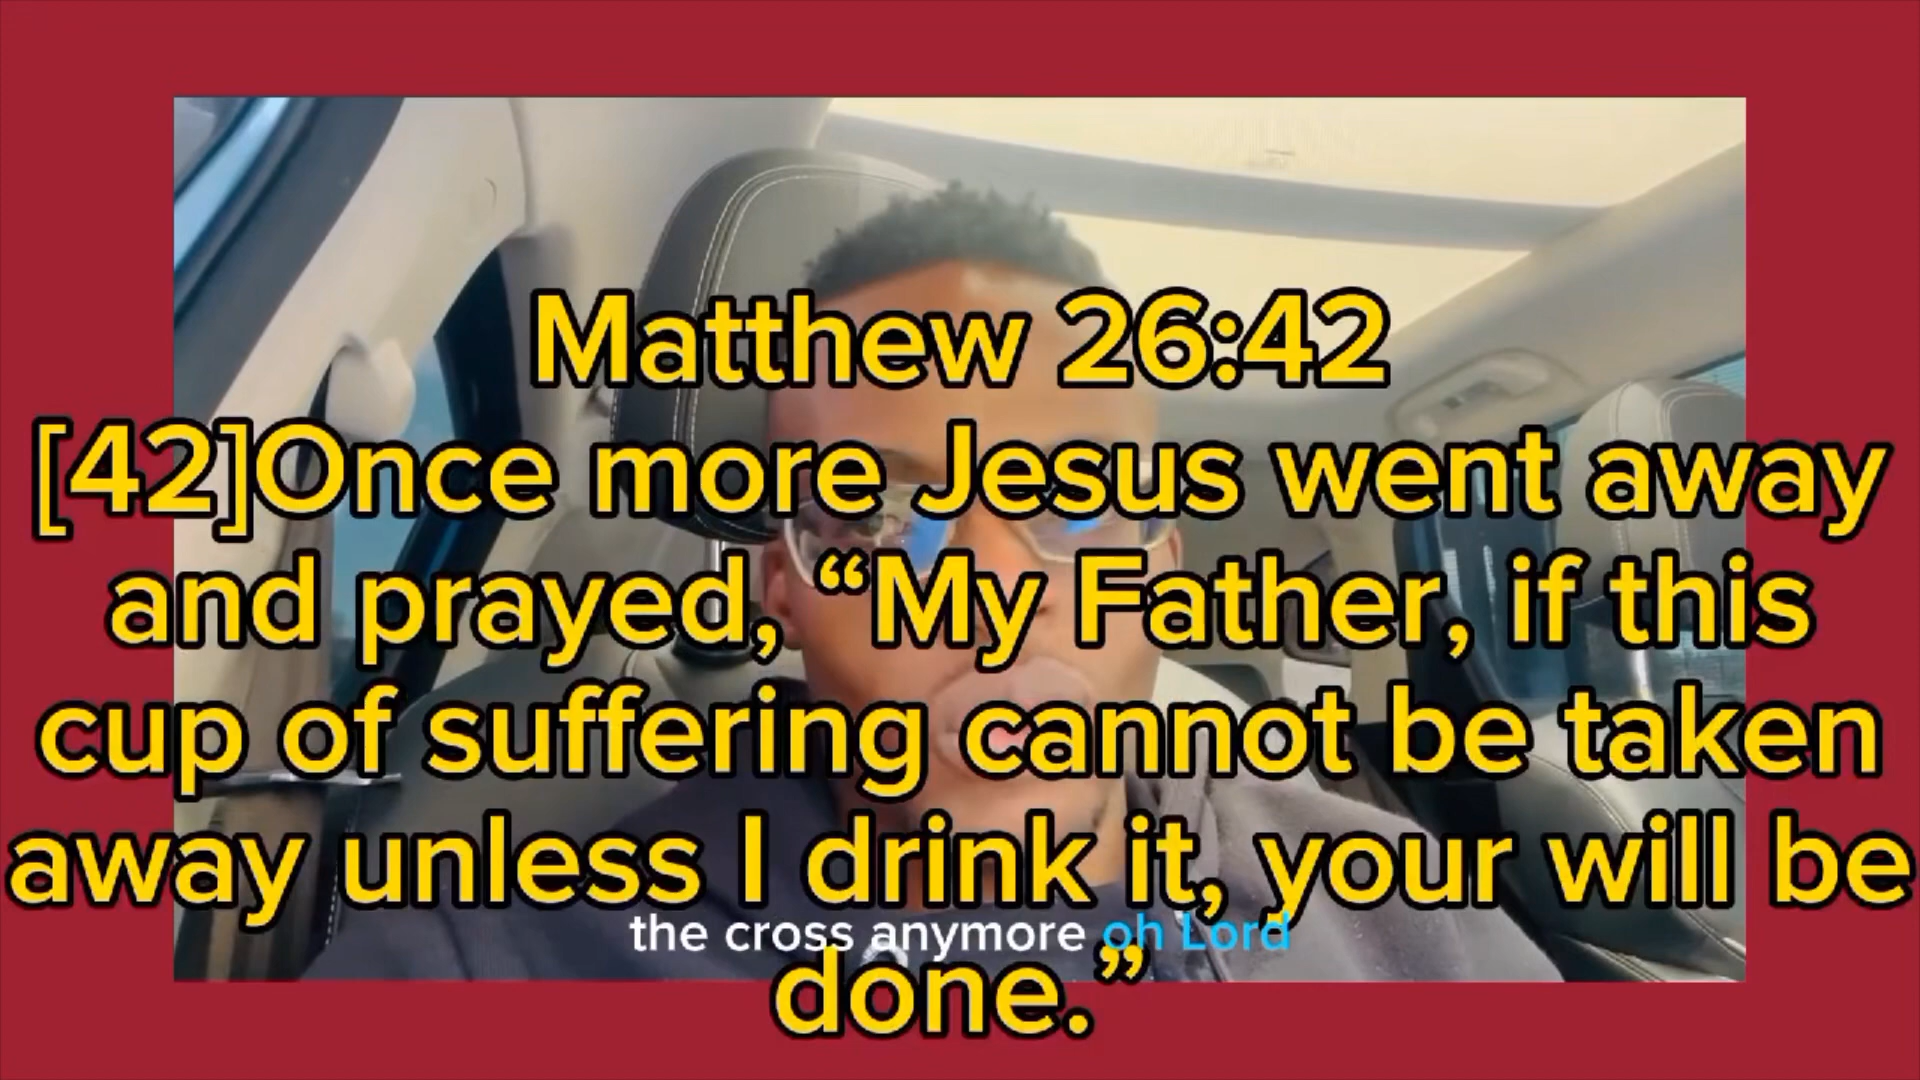 Matthew 26:42
[42]Once more Jesus went away
and prayed, “My Father, if this
cup of suffering cannot be taken
away unless I drink it, your will be
the cross anymore oh Lord
done.”